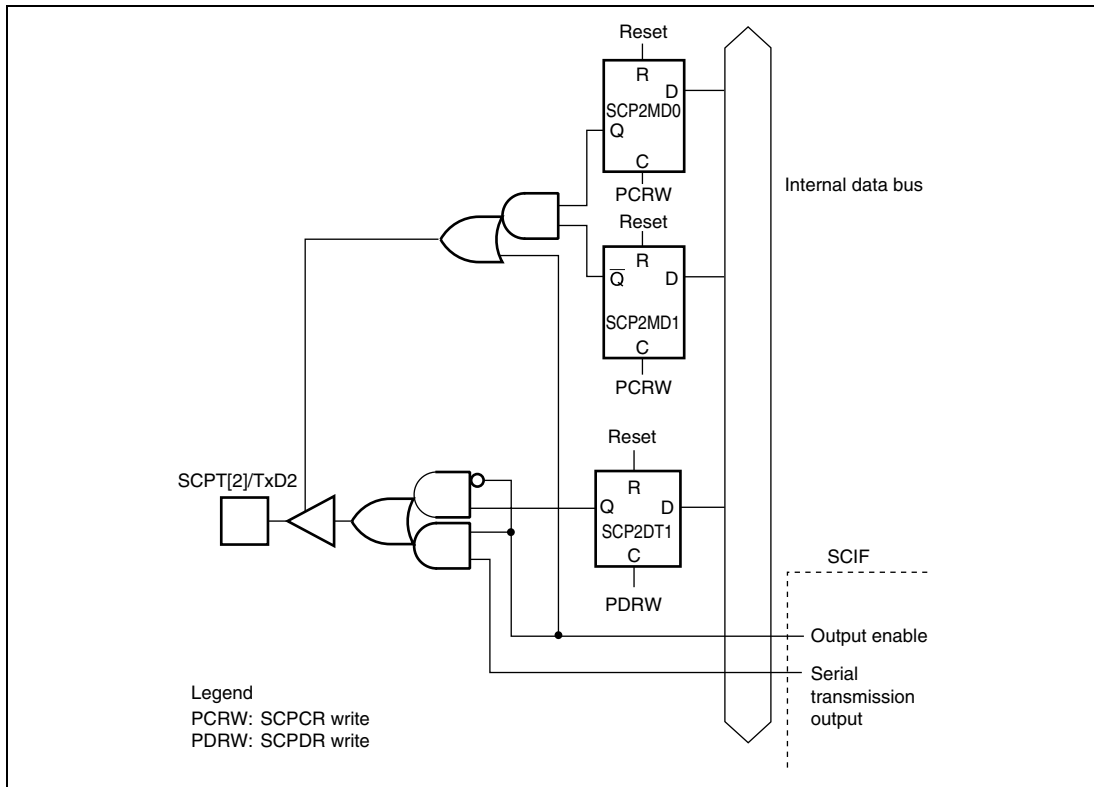 Reset
R
D
SCP2MD0
Q
C
PCRW
Internal data bus
Reset
R
Q̅
D
SCP2MD1
C
PCRW
Reset
SCPT[2]/TxD2
R
Q
D
SCP2DT1
C
PDRW
SCIF
Output enable
Serial
transmission
output
Legend
PCRW: SCPCR write
PDRW: SCPDR write